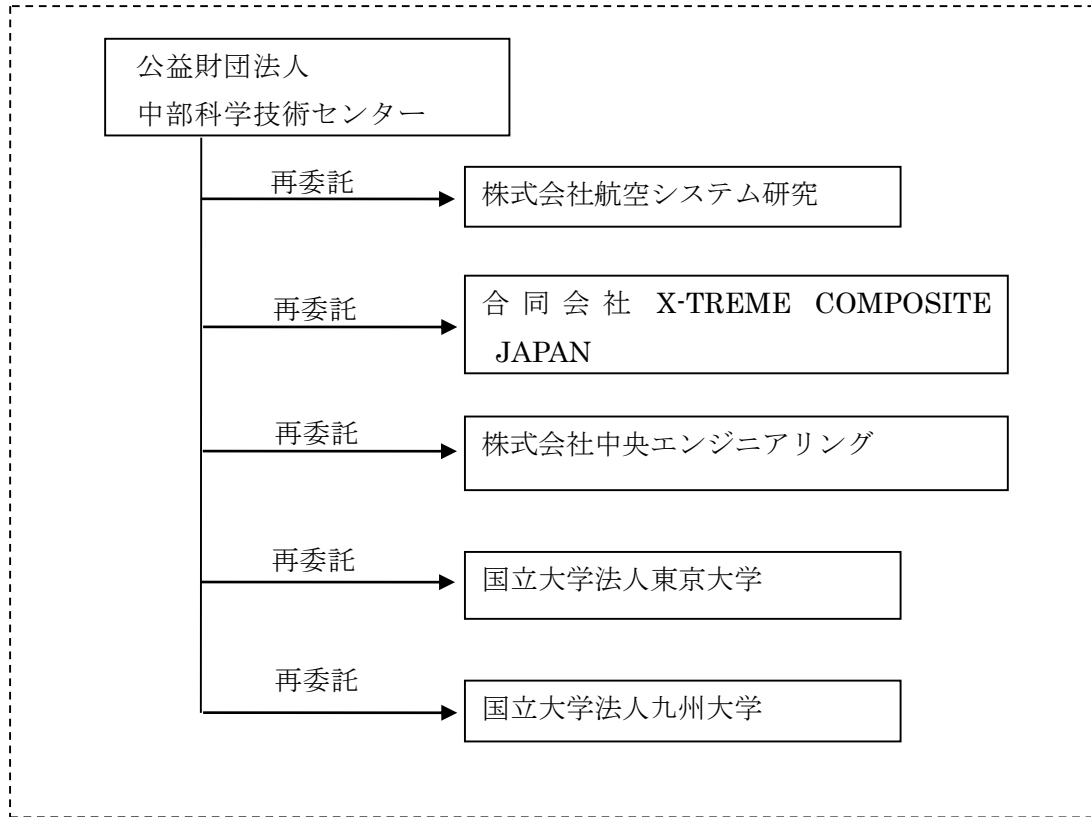 公益財団法人
中部科学技術センター
再委託
株式会社航空システム研究
再委託
合同会社 X-TREME COMPOSITE
JAPAN
再委託
株式会社中央エンジニアリング
再委託
国立大学法人東京大学
再委託
国立大学法人九州大学